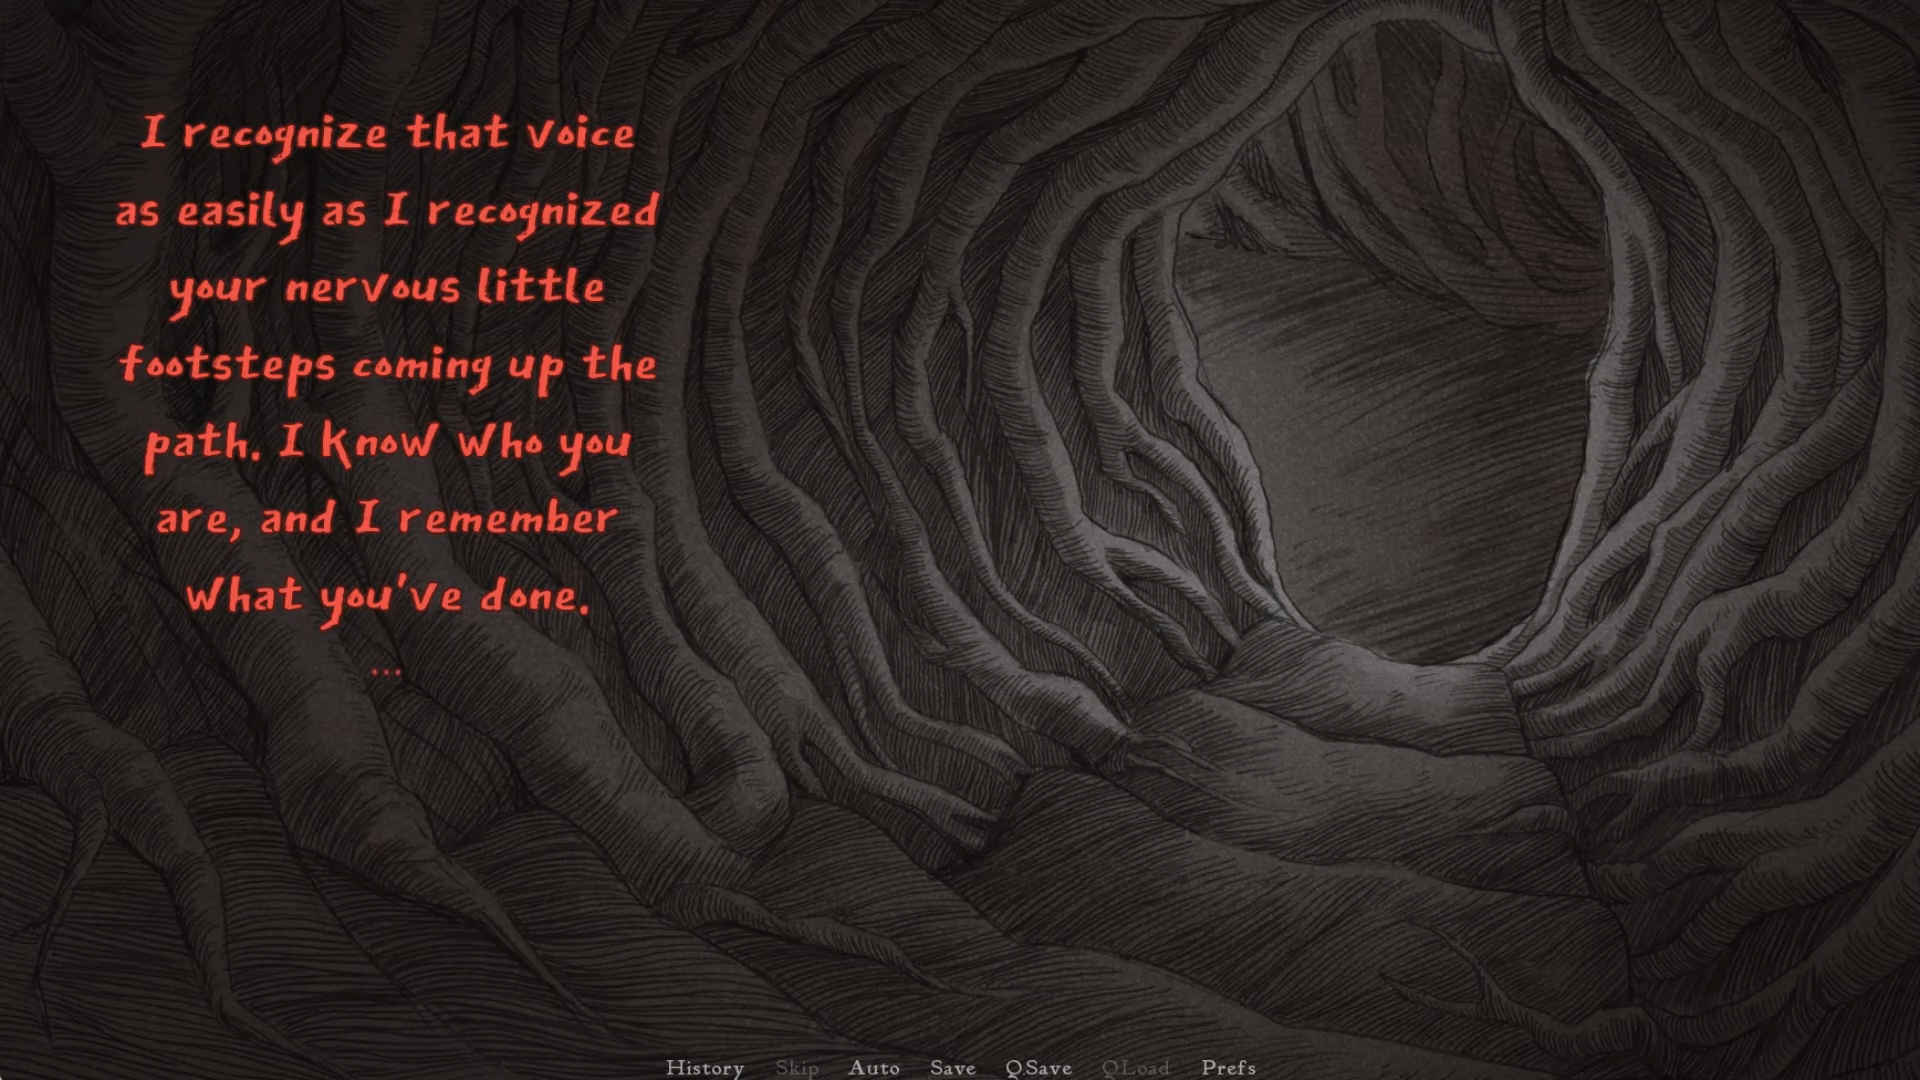 I recognize that voice
as easily as I recognized
your nervous little
footsteps coming up the
path. I know who you
are, and I remember
what you've done.
...
History Skip Auto Save Q.Save Q.Load Prefs